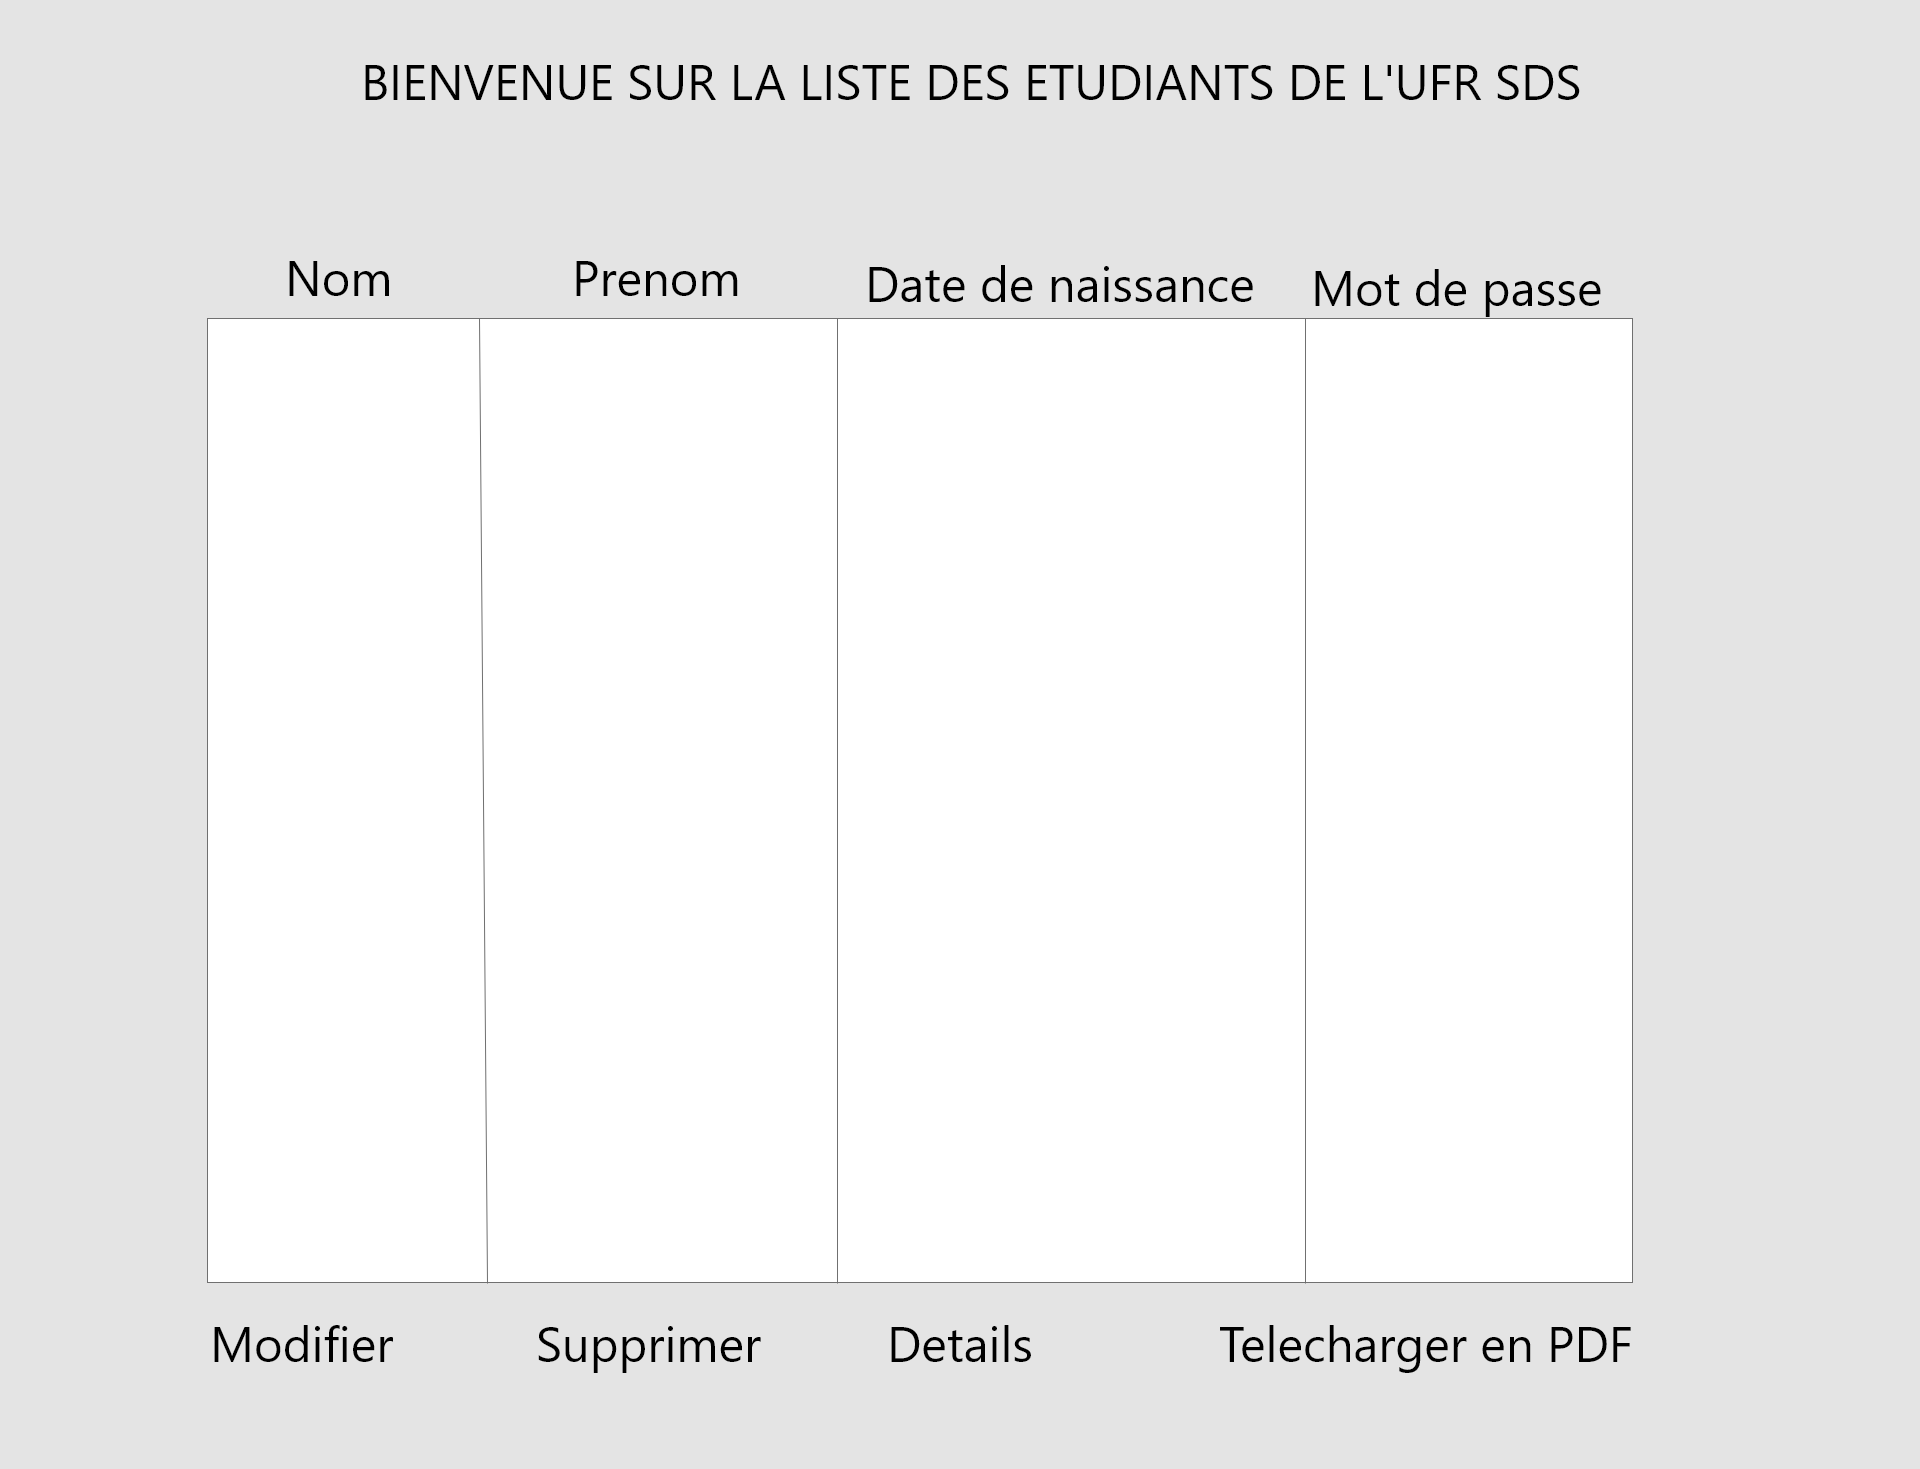 BIENVENUE SUR LA LISTE DES ETUDIANTS DE L'UFR SDS
Nom Prenom Date de naissance Mot de passe
Modifier Supprimer Details Telecharger en PDF